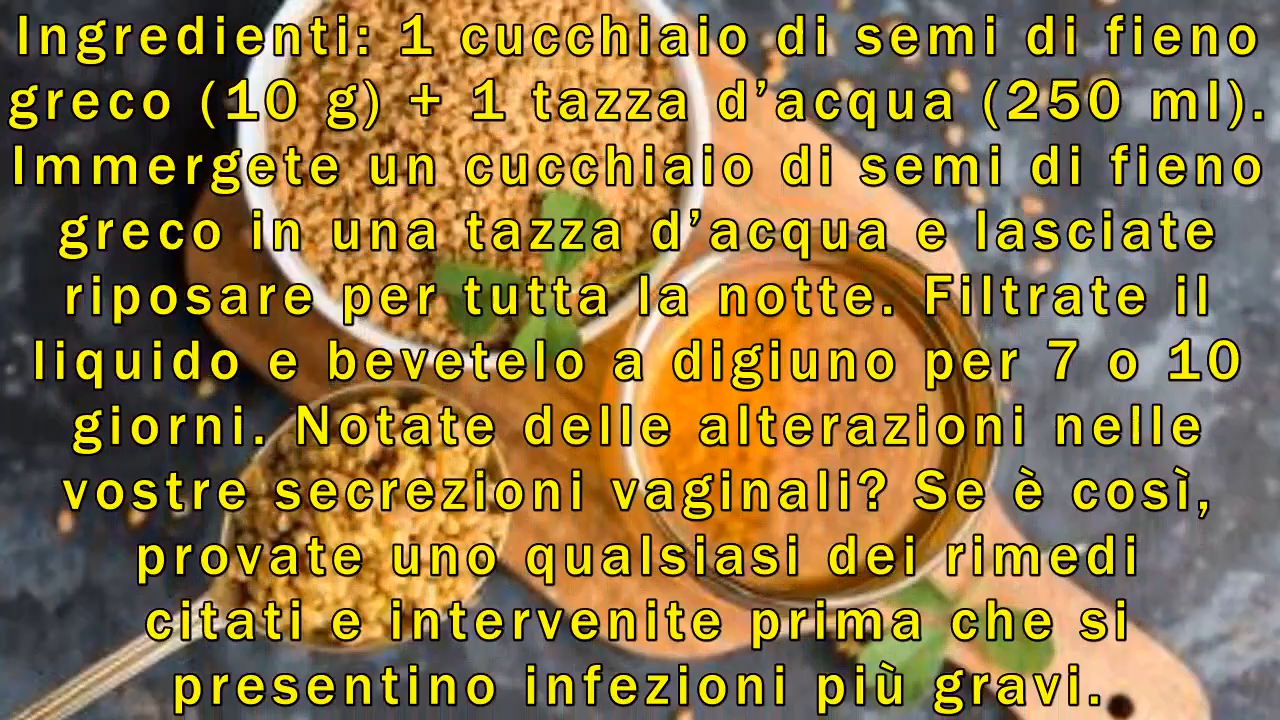 Ingredienti: 1 cucchiaio di semi di fieno
greco (10 g) + 1 tazza d’acqua (250 ml).
Immergete un cucchiaio di semi di fieno
greco in una tazza d’acqua e lasciate
riposare per tutta la notte. Filtrate il
liquido e bevetelo a digiuno per 7 o 10
giorni. Notate delle alterazioni nelle
vostre secrezioni vaginali? Se è così,
provate uno qualsiasi dei rimedi
citati e intervenite prima che si
presentino infezioni più gravi.